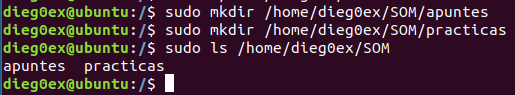 dieg0ex@ubuntu:/$ sudo mkdir /home/dieg0ex/SOM/apuntes
dieg0ex@ubuntu:/$ sudo mkdir /home/dieg0ex/SOM/practicas
dieg0ex@ubuntu:/$ sudo ls /home/dieg0ex/SOM
apuntes  practicas
dieg0ex@ubuntu:/$